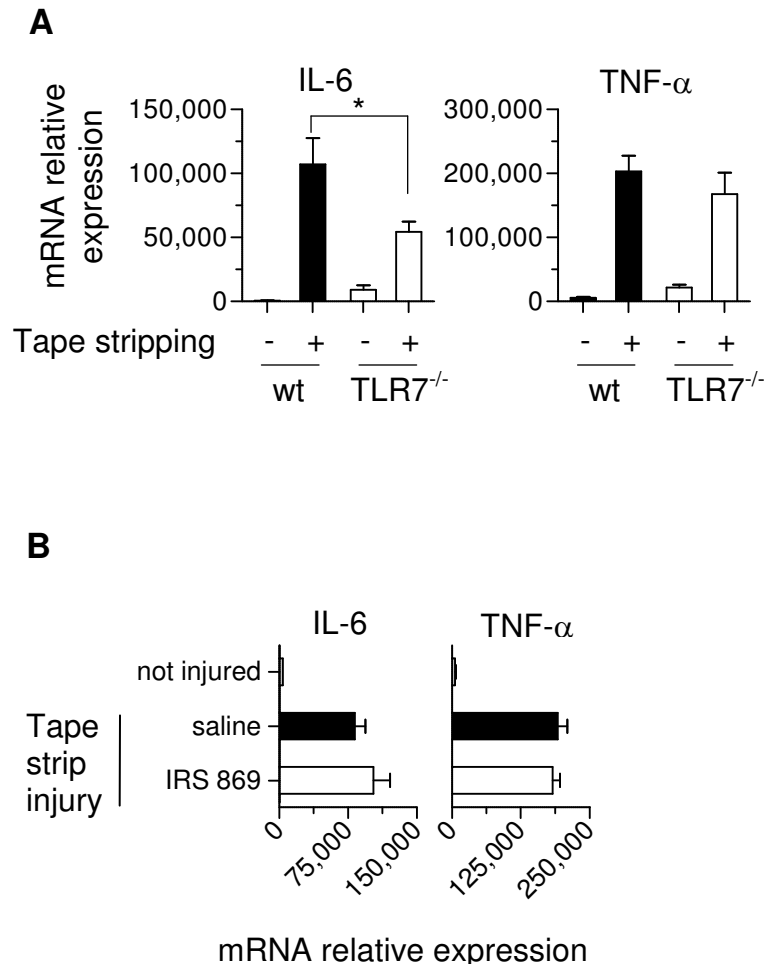 A
IL-6
TNF-α
mRNA relative
expression
150,000
100,000
50,000
0
*
300,000
200,000
100,000
0
Tape stripping - + - + - + - +
wt TLR7-/- wt TLR7-/-
B
IL-6 TNF-α
not injured
saline
IRS 869
Tape
strip
injury
0 75,000 150,000 0 125,000 250,000
mRNA relative expression